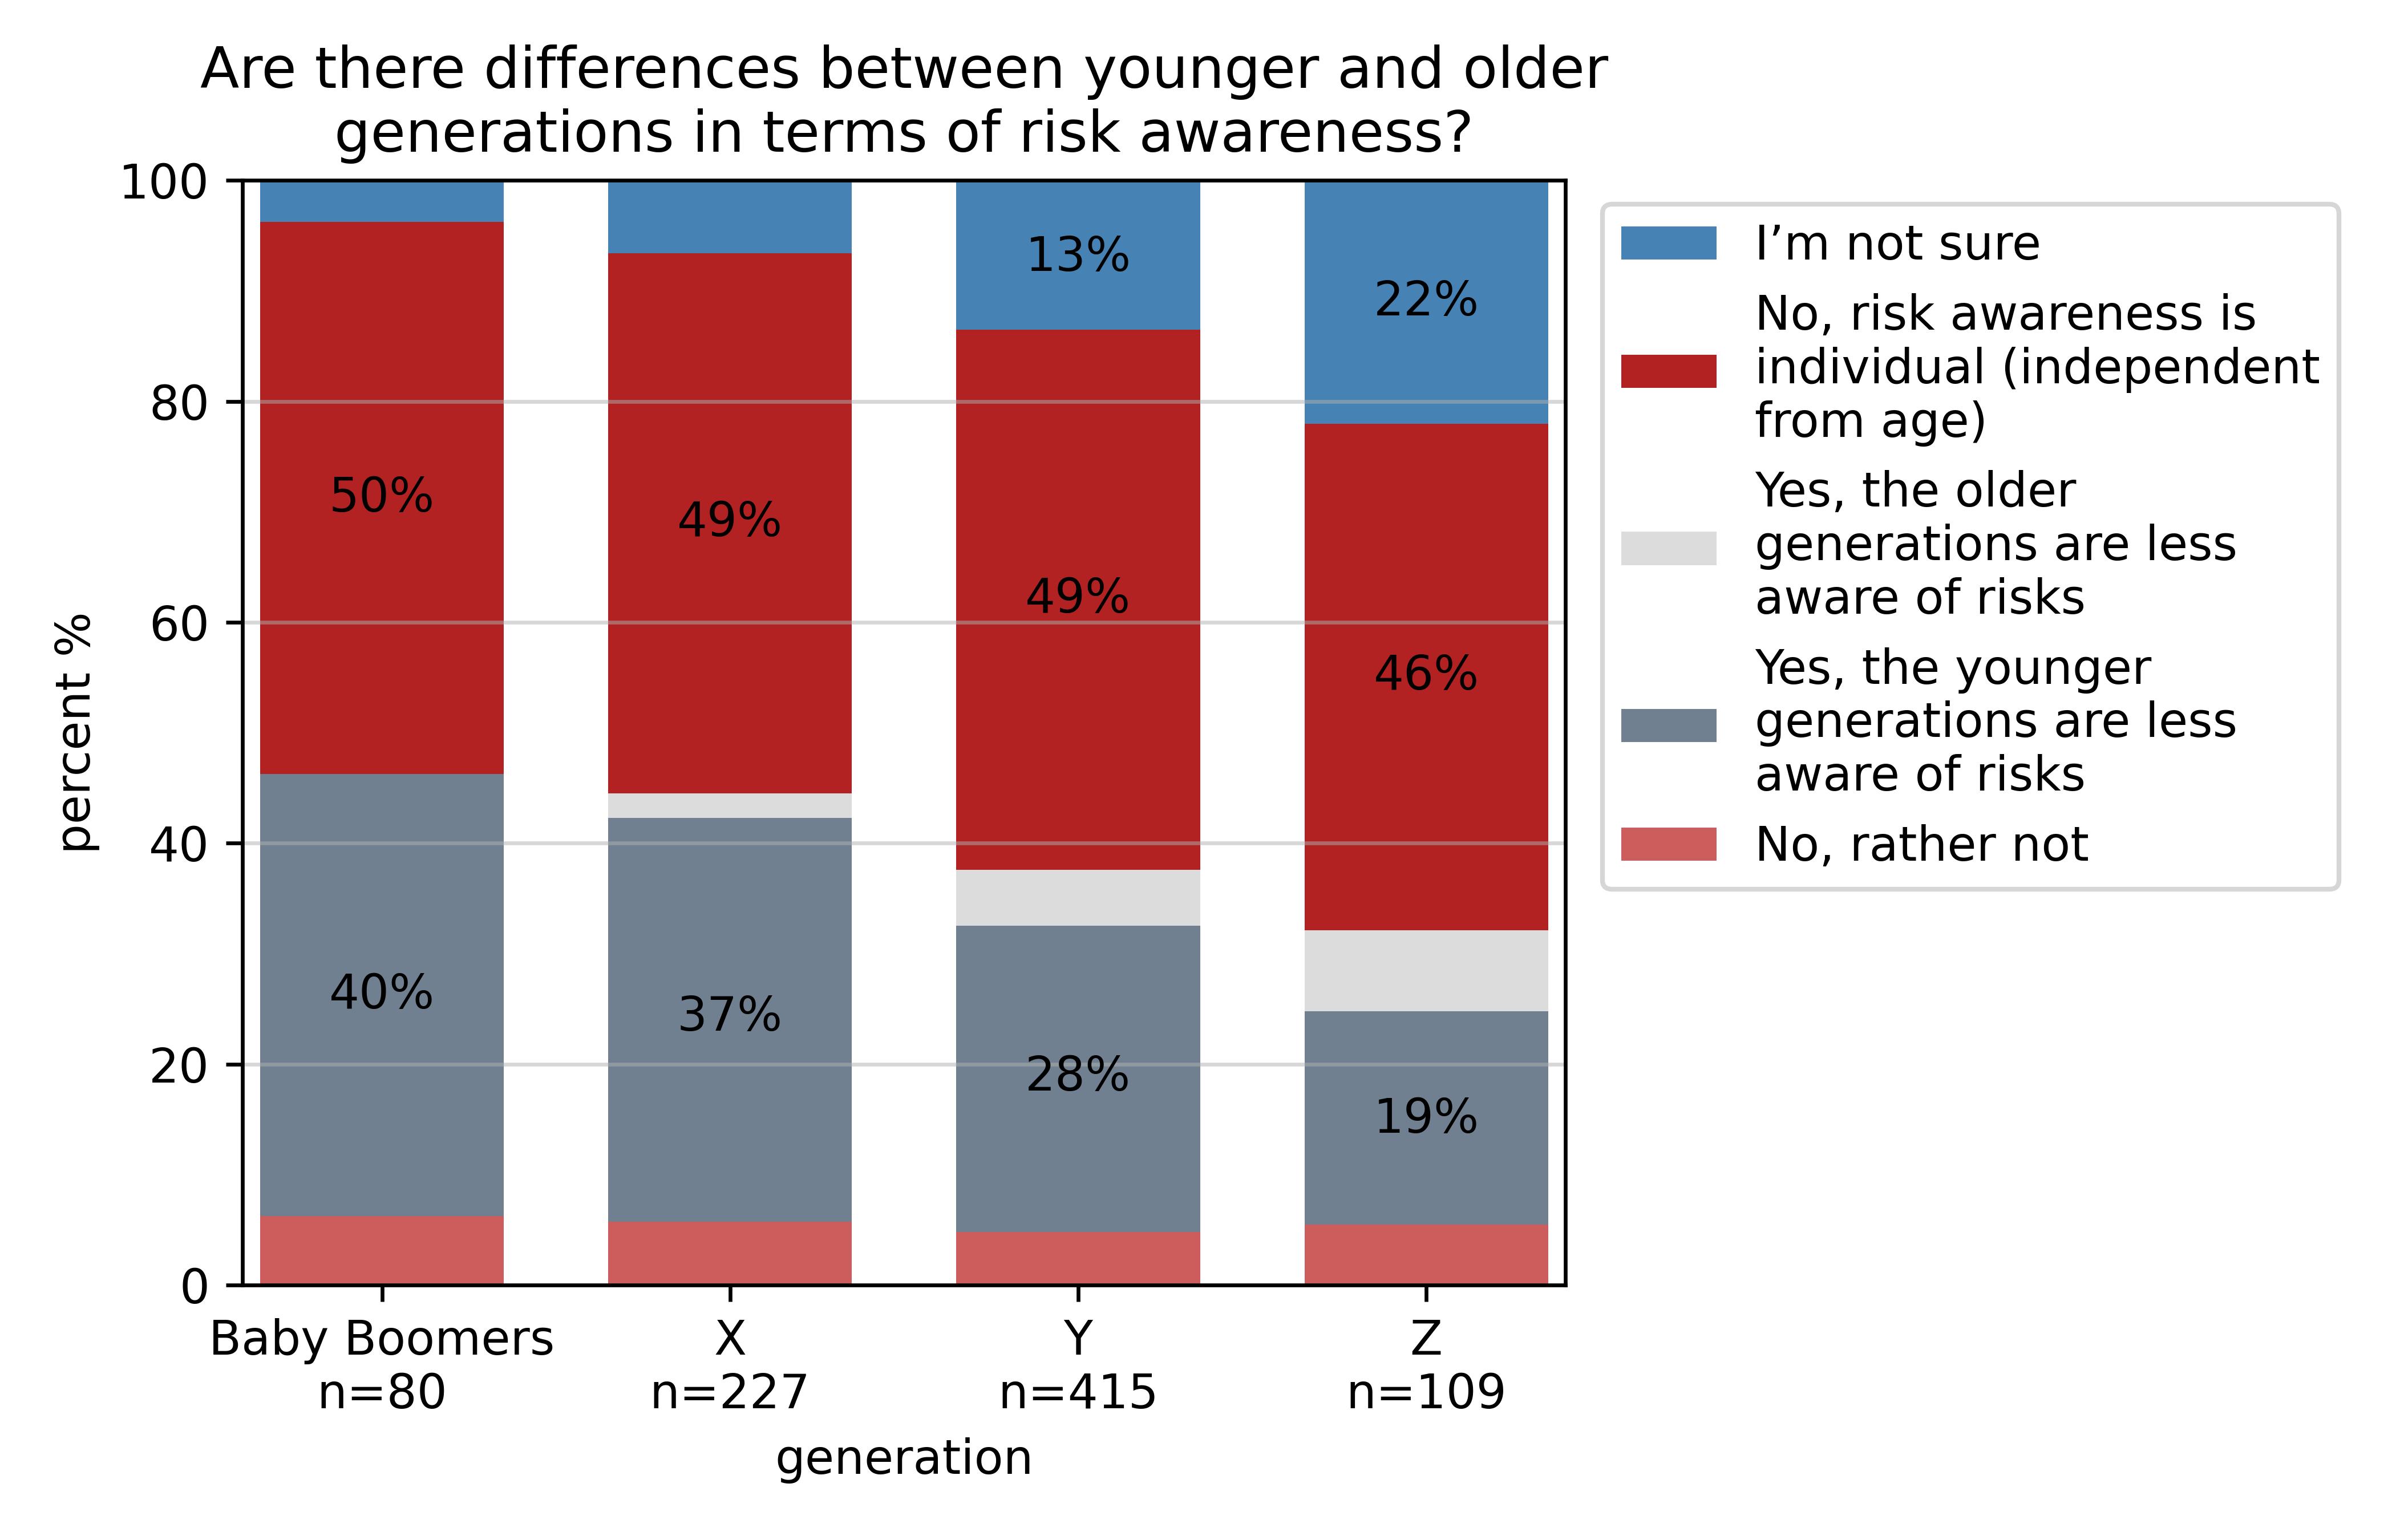 Are there differences between younger and older
generations in terms of risk awareness?
percent %
100
80
60
40
20
0
13%
22%
50%
49%
49%
46%
40%
37%
28%
19%
Baby Boomers
n=80
X
n=227
Y
n=415
Z
n=109
generation
I’m not sure
No, risk awareness is
individual (independent
from age)
Yes, the older
generations are less
aware of risks
Yes, the younger
generations are less
aware of risks
No, rather not